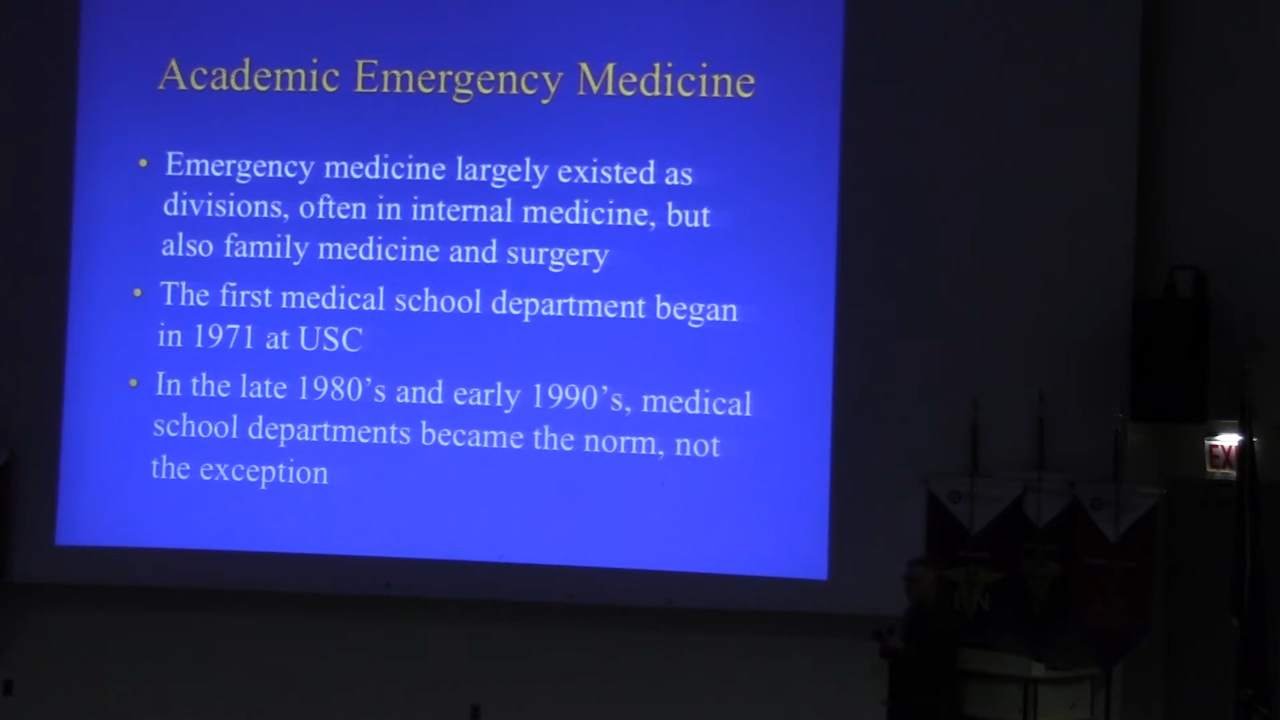 Academic Emergency Medicine
• Emergency medicine largely existed as
divisions, often in internal medicine, but
also family medicine and surgery
• The first medical school department began
in 1971 at USC
• In the late 1980’s and early 1990’s, medical
school departments became the norm, not
the exception
EX